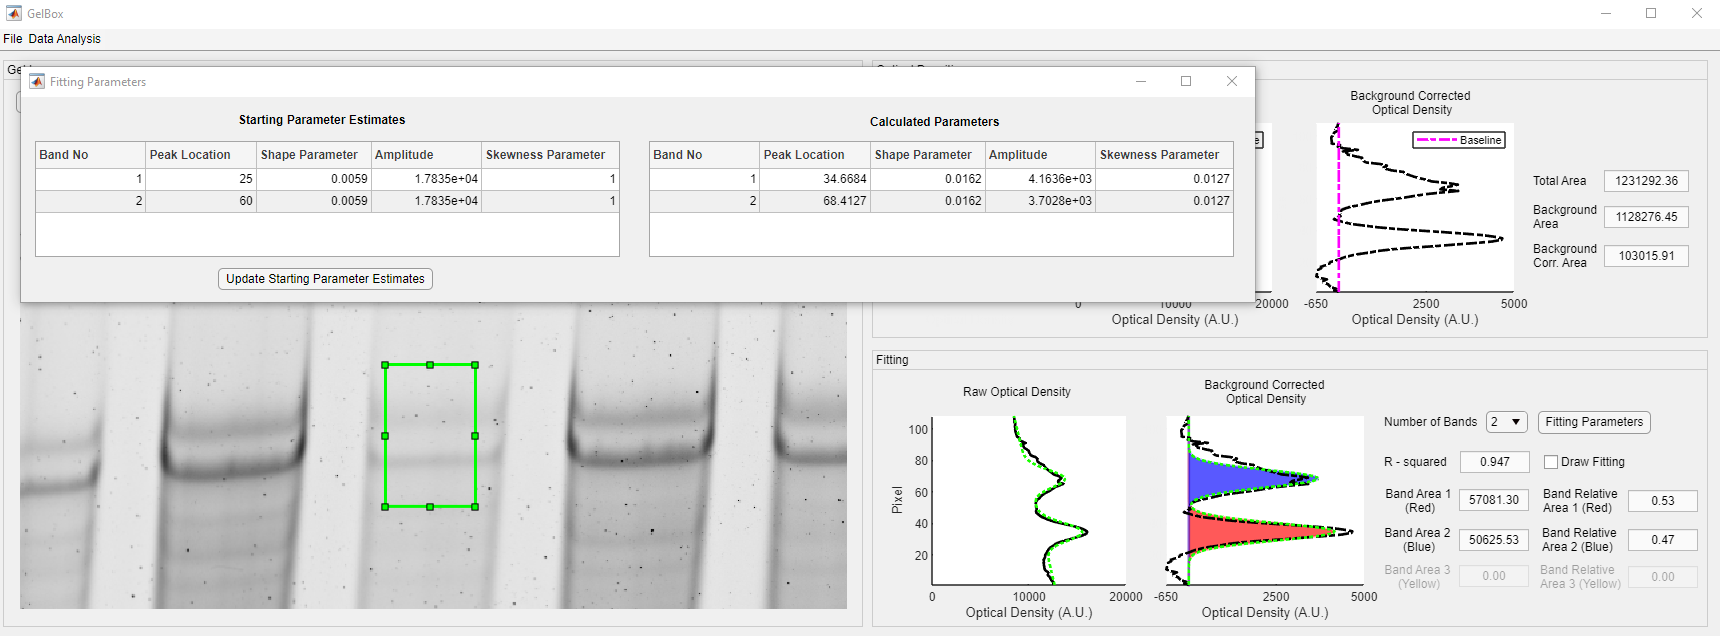 GelBox
File Data Analysis
Fitting Parameters
Starting Parameter Estimates
Band No Peak Location Shape Parameter Amplitude Skewness Parameter
1 25 0.0059 1.7835e+04 1
2 60 0.0059 1.7835e+04 1
Update Starting Parameter Estimates
Calculated Parameters
Band No Peak Location Shape Parameter Amplitude Skewness Parameter
1 34.6684 0.0162 4.1636e+03 0.0127
2 68.4127 0.0162 3.7028e+03 0.0127
0 10000 20000
Optical Density (A.U.)
Background Corrected
Optical Density
Baseline
-650 2500 5000
Optical Density (A.U.)
Total Area 1231292.36
Background
Area 1128276.45
Background
Corr. Area 103015.91
Fitting
Raw Optical Density
Pixel
100
80
60
40
20
0 10000 20000
Optical Density (A.U.)
Background Corrected
Optical Density
-650 2500 5000
Optical Density (A.U.)
Number of Bands 2 Fitting Parameters
R - squared 0.947 Draw Fitting
Band Area 1
(Red) 57081.30
Band Relative
Area 1 (Red) 0.53
Band Area 2
(Blue) 50625.53
Band Relative
Area 2 (Blue) 0.47
Band Area 3
(Yellow) 0.00
Band Relative
Area 3 (Yellow) 0.00